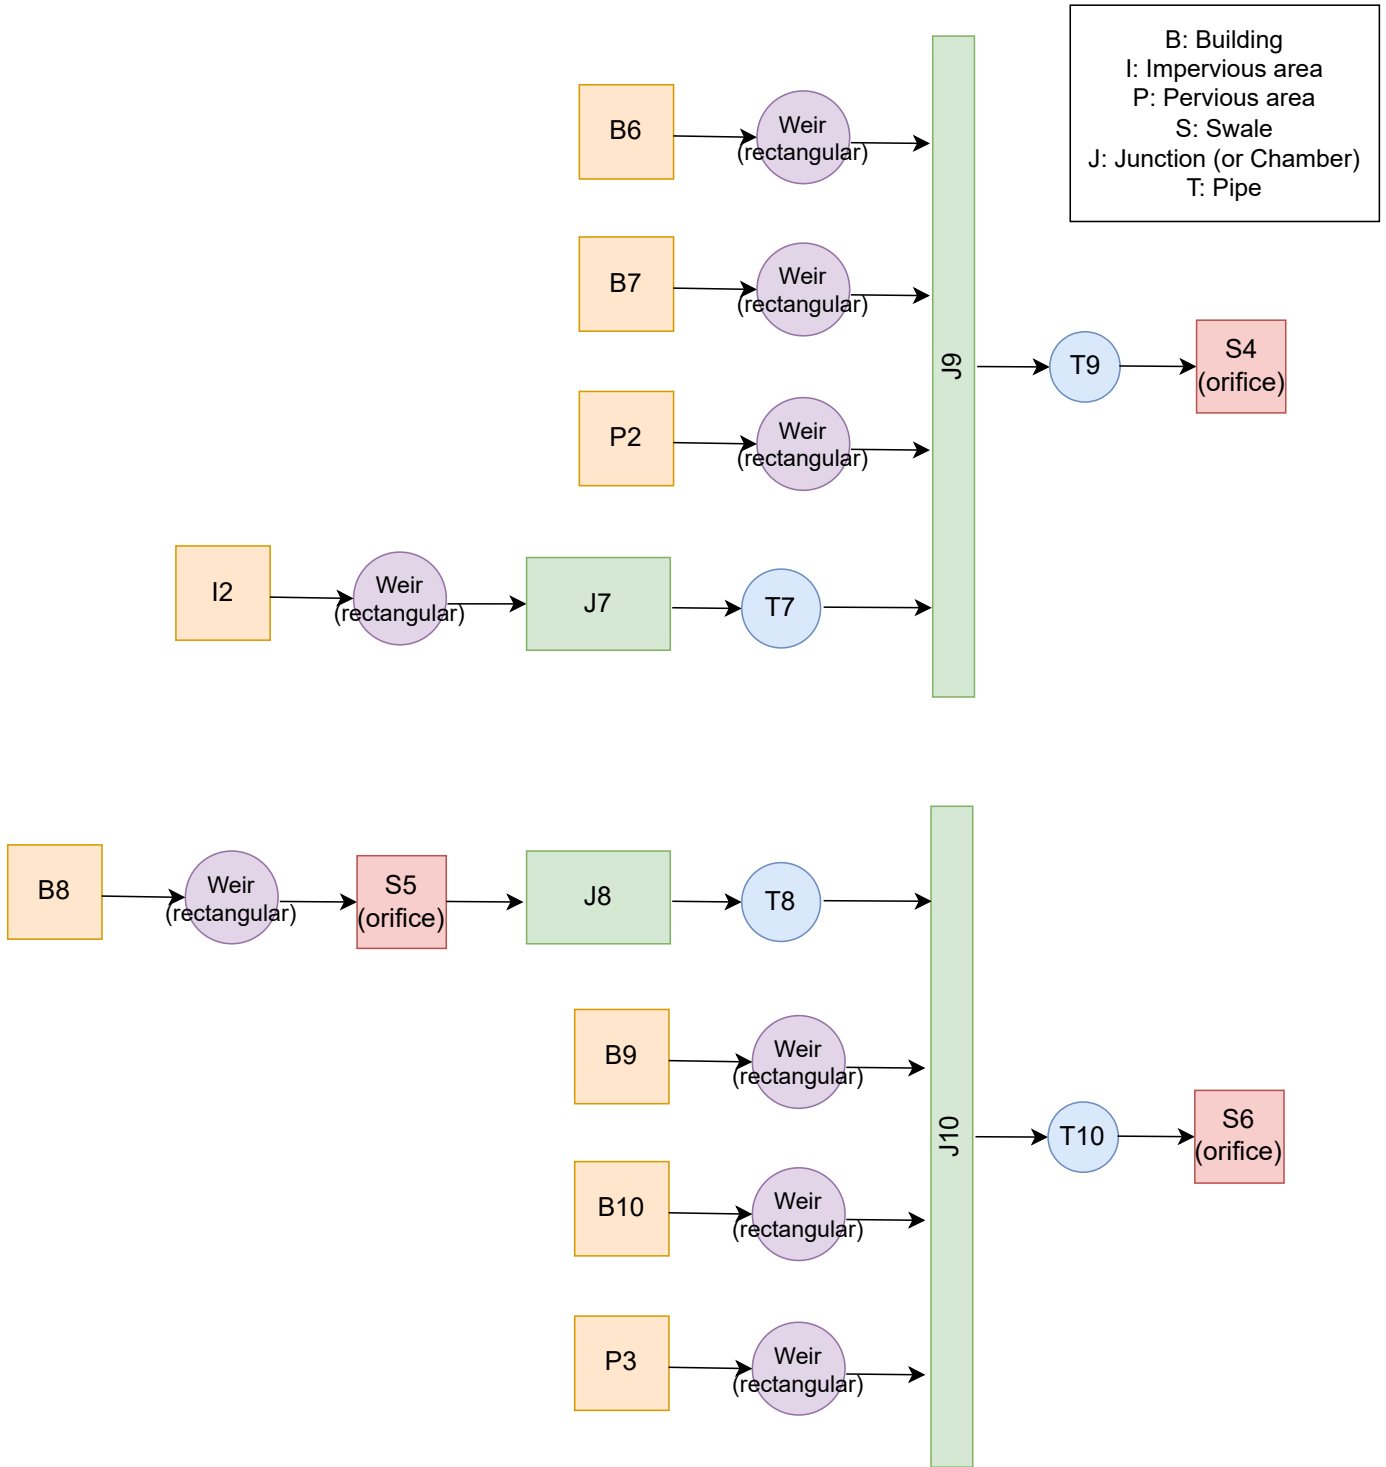 B: Building
I: Impervious area
P: Pervious area
S: Swale
J: Junction (or Chamber)
T: Pipe
B6
Weir
(rectangular)
B7
Weir
(rectangular)
P2
Weir
(rectangular)
I2
Weir
(rectangular)
J7
T7
J9
T9
S4
(orifice)
B8
Weir
(rectangular)
S5
(orifice)
J8
T8
B9
Weir
(rectangular)
B10
Weir
(rectangular)
P3
Weir
(rectangular)
J10
T10
S6
(orifice)